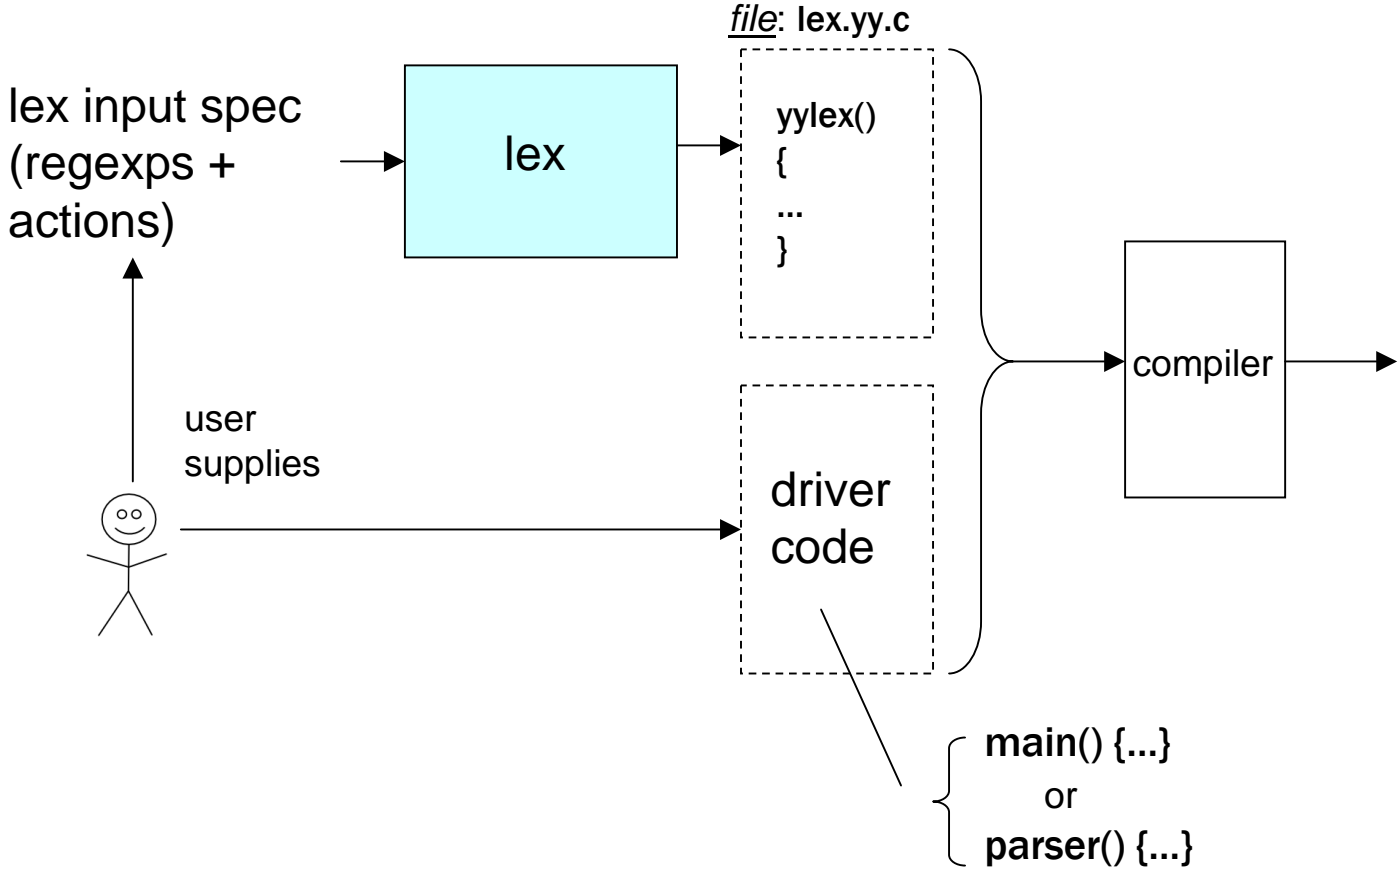 file: lex.yy.c
lex input spec
(regexps +
actions)
lex
yylex()
{
...
}
compiler
user
supplies
driver
code
main() {...}
or
parser() {...}